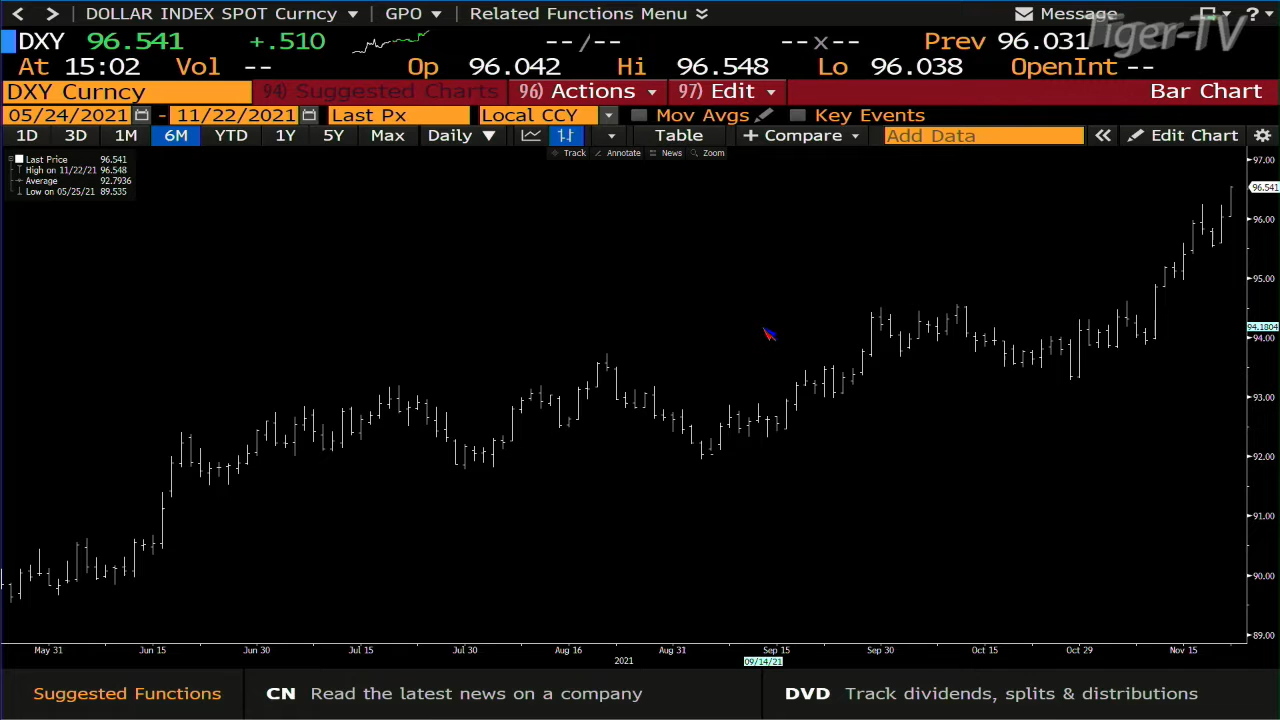 < > DOLLAR INDEX SPOT Curncy ▼ GPO ▼ Related Functions Menu Message ? ▼
Tiger-TV
DXY 96.541 +.510 -- / -- -- x -- Prev 96.031
At 15:02 Vol -- Op 96.042 Hi 96.548 Lo 96.038 OpenInt --
DXY Curncy 94) Suggested Charts 96) Actions 97) Edit Bar Chart
05/24/2021 - 11/22/2021 Last Px Local CCY Mov Avgs Key Events
1D 3D 1M 6M YTD 1Y 5Y Max Daily ▼ Table + Compare Add Data « Edit Chart
Track Annotate News Zoom
Last Price 96.541
High on 11/22/21 96.548
Average 92.7936
Low on 05/25/21 89.535
97.00
96.541
96.00
95.00
94.1804
94.00
93.00
92.00
91.00
90.00
89.00
May 31 Jun 15 Jun 30 Jul 15 Jul 30 Aug 16 Aug 31 Sep 15 Sep 30 Oct 15 Oct 29 Nov 15
2021 09/14/21
Suggested Functions CN Read the latest news on a company DVD Track dividends, splits & distributions